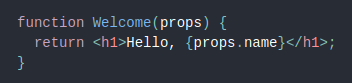 function Welcome(props) {
  return <h1>Hello, {props.name}</h1>;
}